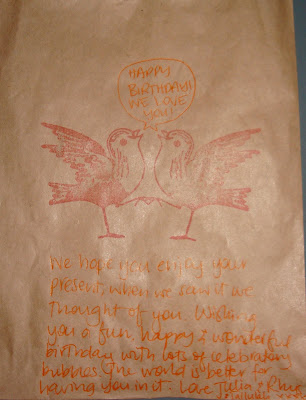 HAPPY
BIRTHDAY!
WE LOVE
YOU!
We hope you enjoy your
present, when we saw it we
thought of you. Wishing
you a fun, happy & wonderful
birthday with lots of celebratory
bubbles. The world is better for
having you in it. Love Julia &